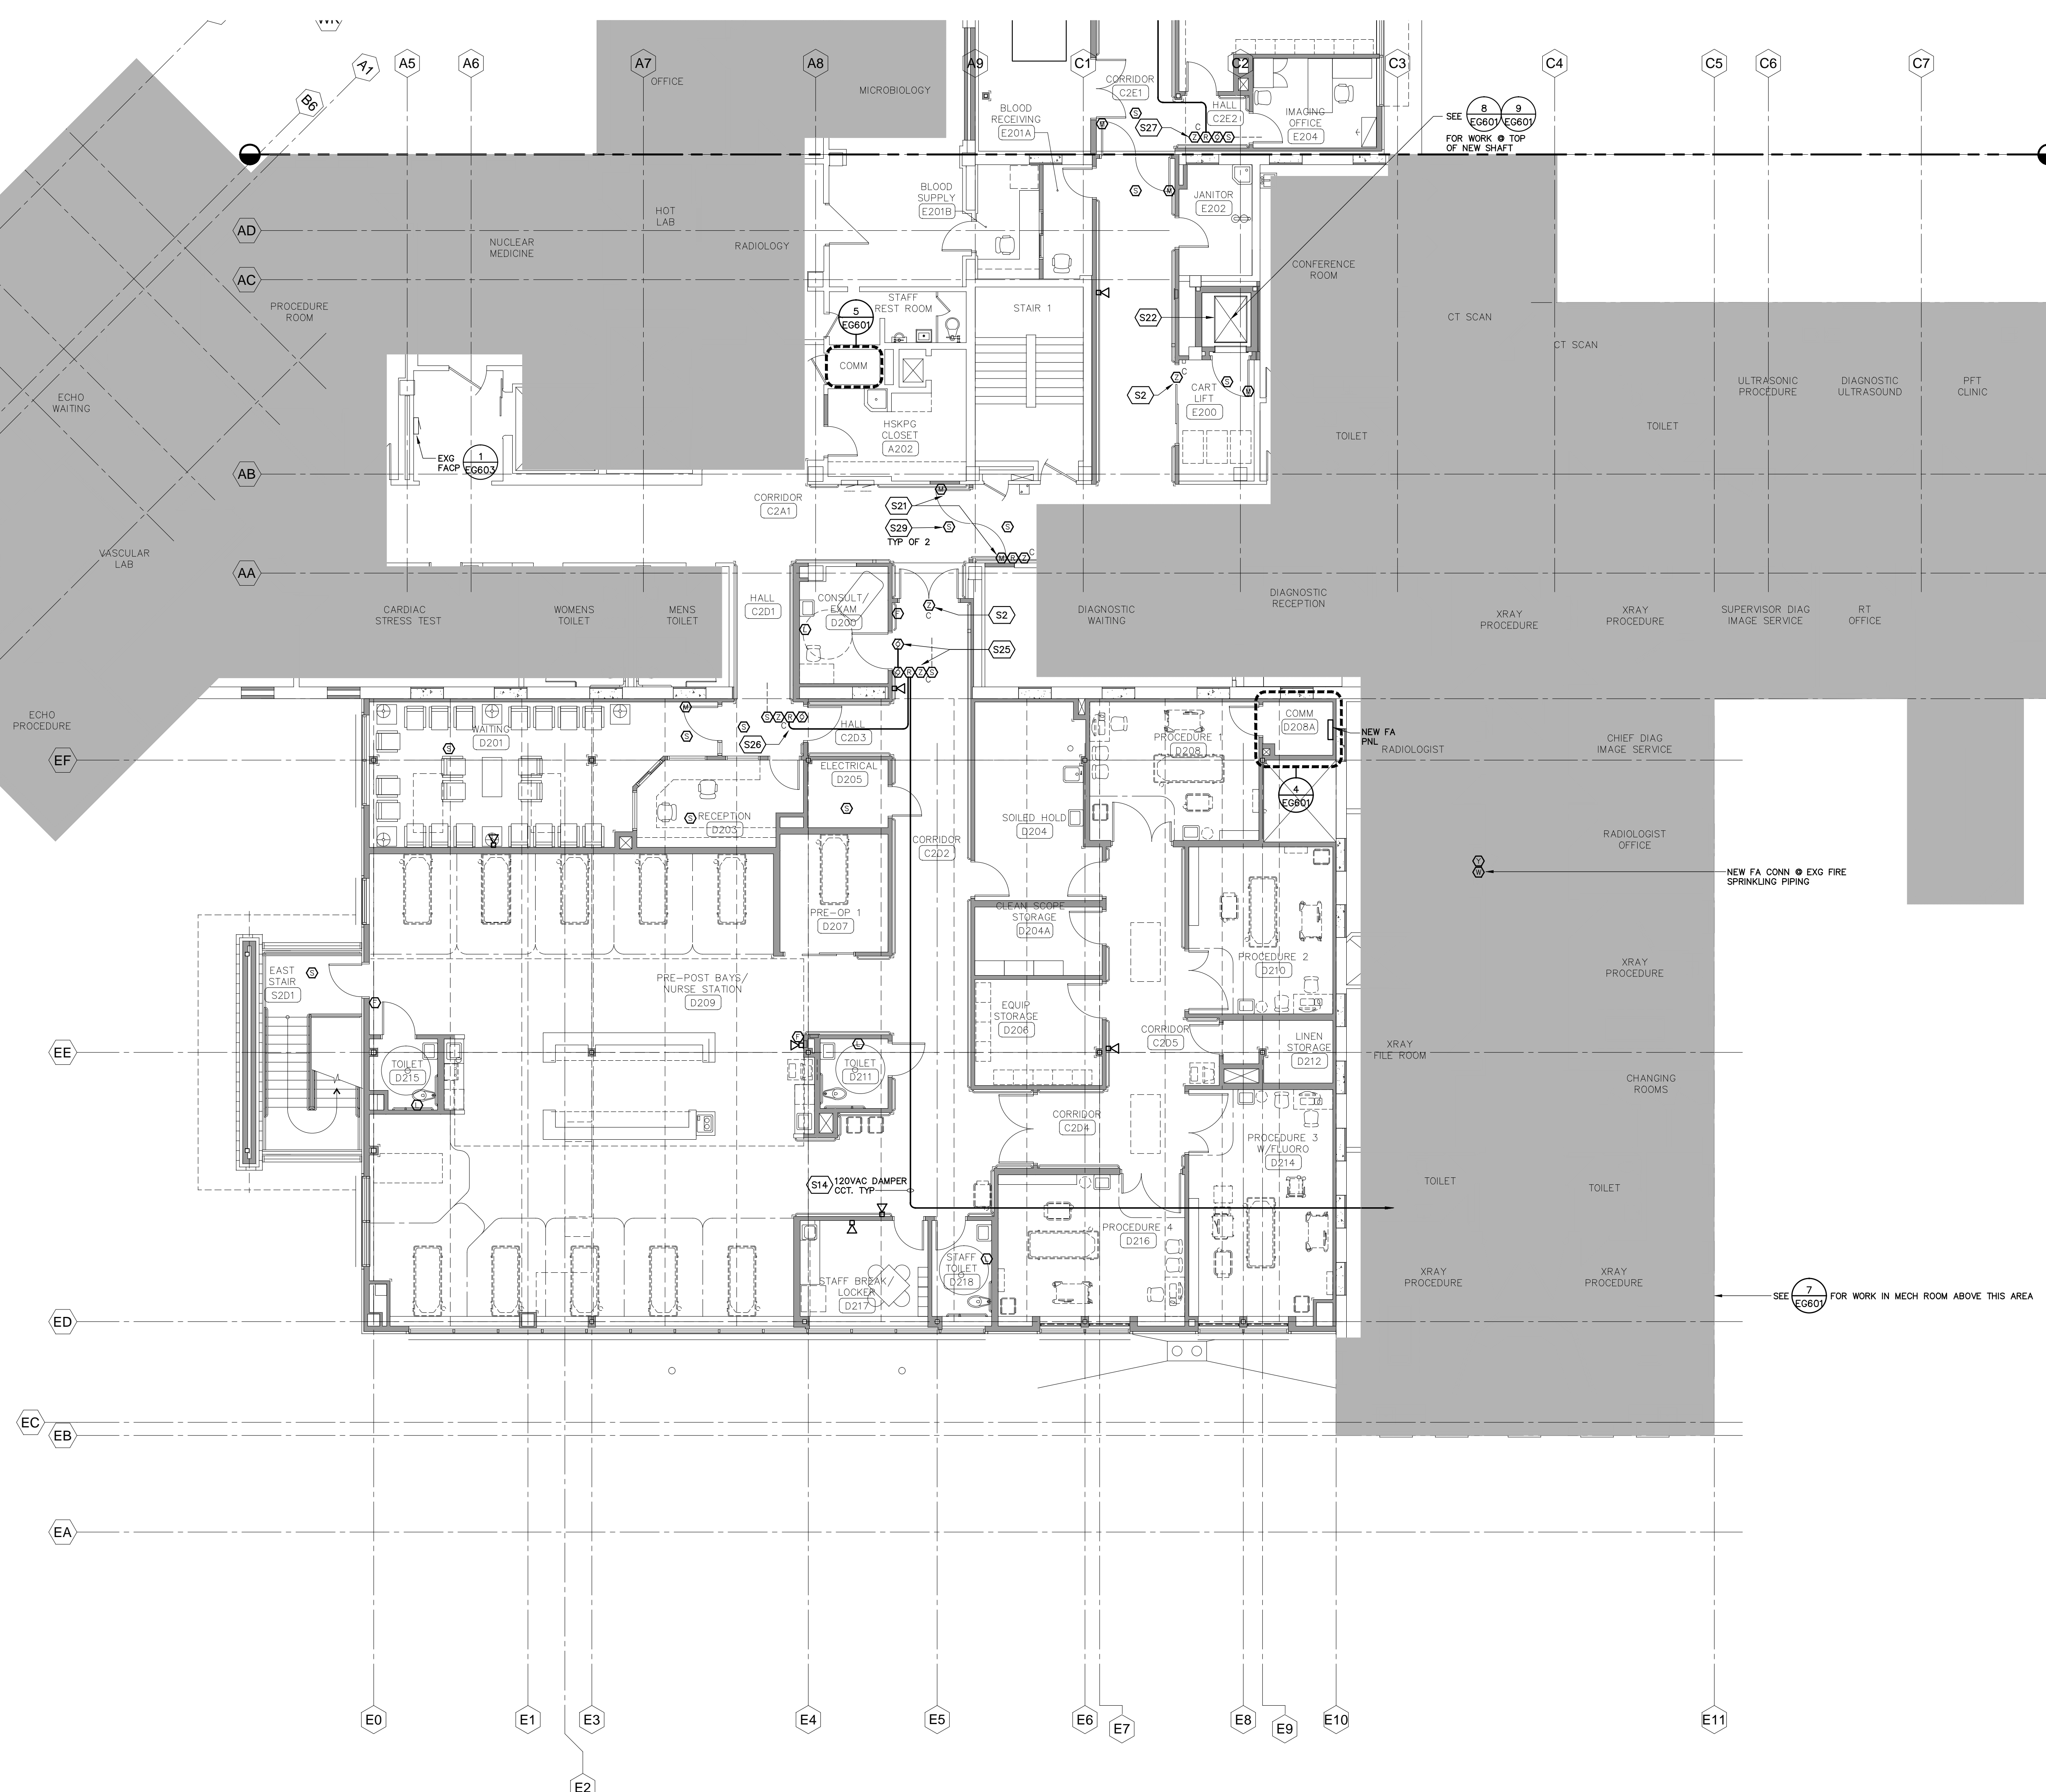 WR
A1
A5
A6
A7
A8
A9
C1
C2
C3
C4
C5
C6
C7
B6
OFFICE
MICROBIOLOGY
CORRIDOR
C2E1
HALL
C2E2
BLOOD
RECEIVING
E201A
IMAGING
OFFICE
E204
S27
S
M
C
Z R O S
SEE
8
EG601
9
EG601
FOR WORK @ TOP
OF NEW SHAFT
BLOOD
SUPPLY
E201B
S
M
JANITOR
E202
HOT
LAB
NUCLEAR
MEDICINE
RADIOLOGY
AD
AC
CONFERENCE
ROOM
PROCEDURE
ROOM
STAFF
REST ROOM
STAIR 1
5
EG601
COMM
S22
CT SCAN
CT SCAN
S2
Z
C
S
M
CART
LIFT
E200
ULTRASONIC
PROCEDURE
DIAGNOSTIC
ULTRASOUND
PFT
CLINIC
ECHO
WAITING
TOILET
TOILET
HSKPG
CLOSET
A202
EXG
FACP
1
EG603
AB
CORRIDOR
C2A1
M
S21
S29
TYP OF 2
S
S
M R Z
C
VASCULAR
LAB
AA
CARDIAC
STRESS TEST
WOMENS
TOILET
MENS
TOILET
HALL
C2D1
CONSULT/
EXAM
D200
L
F
Z
C
S2
O
S25
O R Z S
C
DIAGNOSTIC
WAITING
DIAGNOSTIC
RECEPTION
XRAY
PROCEDURE
XRAY
PROCEDURE
SUPERVISOR DIAG
IMAGE SERVICE
RT
OFFICE
ECHO
PROCEDURE
WAITING
D201
S
M
S
S
S Z R O
C
S26
HALL
C2D3
COMM
D208A
NEW FA
PNL
PROCEDURE 1
D208
RADIOLOGIST
CHIEF DIAG
IMAGE SERVICE
EF
ELECTRICAL
D205
S
4
EG601
S
RECEPTION
D203
SOILED HOLD
D204
CORRIDOR
C2D2
RADIOLOGIST
OFFICE
Y
W
NEW FA CONN @ EXG FIRE
SPRINKLING PIPING
PRE-OP 1
D207
CLEAN SCOPE
STORAGE
D204A
EAST
STAIR
S2D1
S
F
PRE-POST BAYS/
NURSE STATION
D209
PROCEDURE 2
D210
XRAY
PROCEDURE
EQUIP
STORAGE
D206
CORRIDOR
C2D5
LINEN
STORAGE
D212
XRAY
FILE ROOM
EE
F
L
TOILET
D215
TOILET
D211
L
CHANGING
ROOMS
CORRIDOR
C2D4
PROCEDURE 3
W/FLUORO
D214
S14
120VAC DAMPER
CCT. TYP
TOILET
TOILET
PROCEDURE 4
D216
STAFF
TOILET
D218
L
STAFF BREAK/
LOCKER
D217
XRAY
PROCEDURE
XRAY
PROCEDURE
SEE
7
EG601
FOR WORK IN MECH ROOM ABOVE THIS AREA
ED
EC
EB
EA
E0
E1
E2
E3
E4
E5
E6
E7
E8
E9
E10
E11